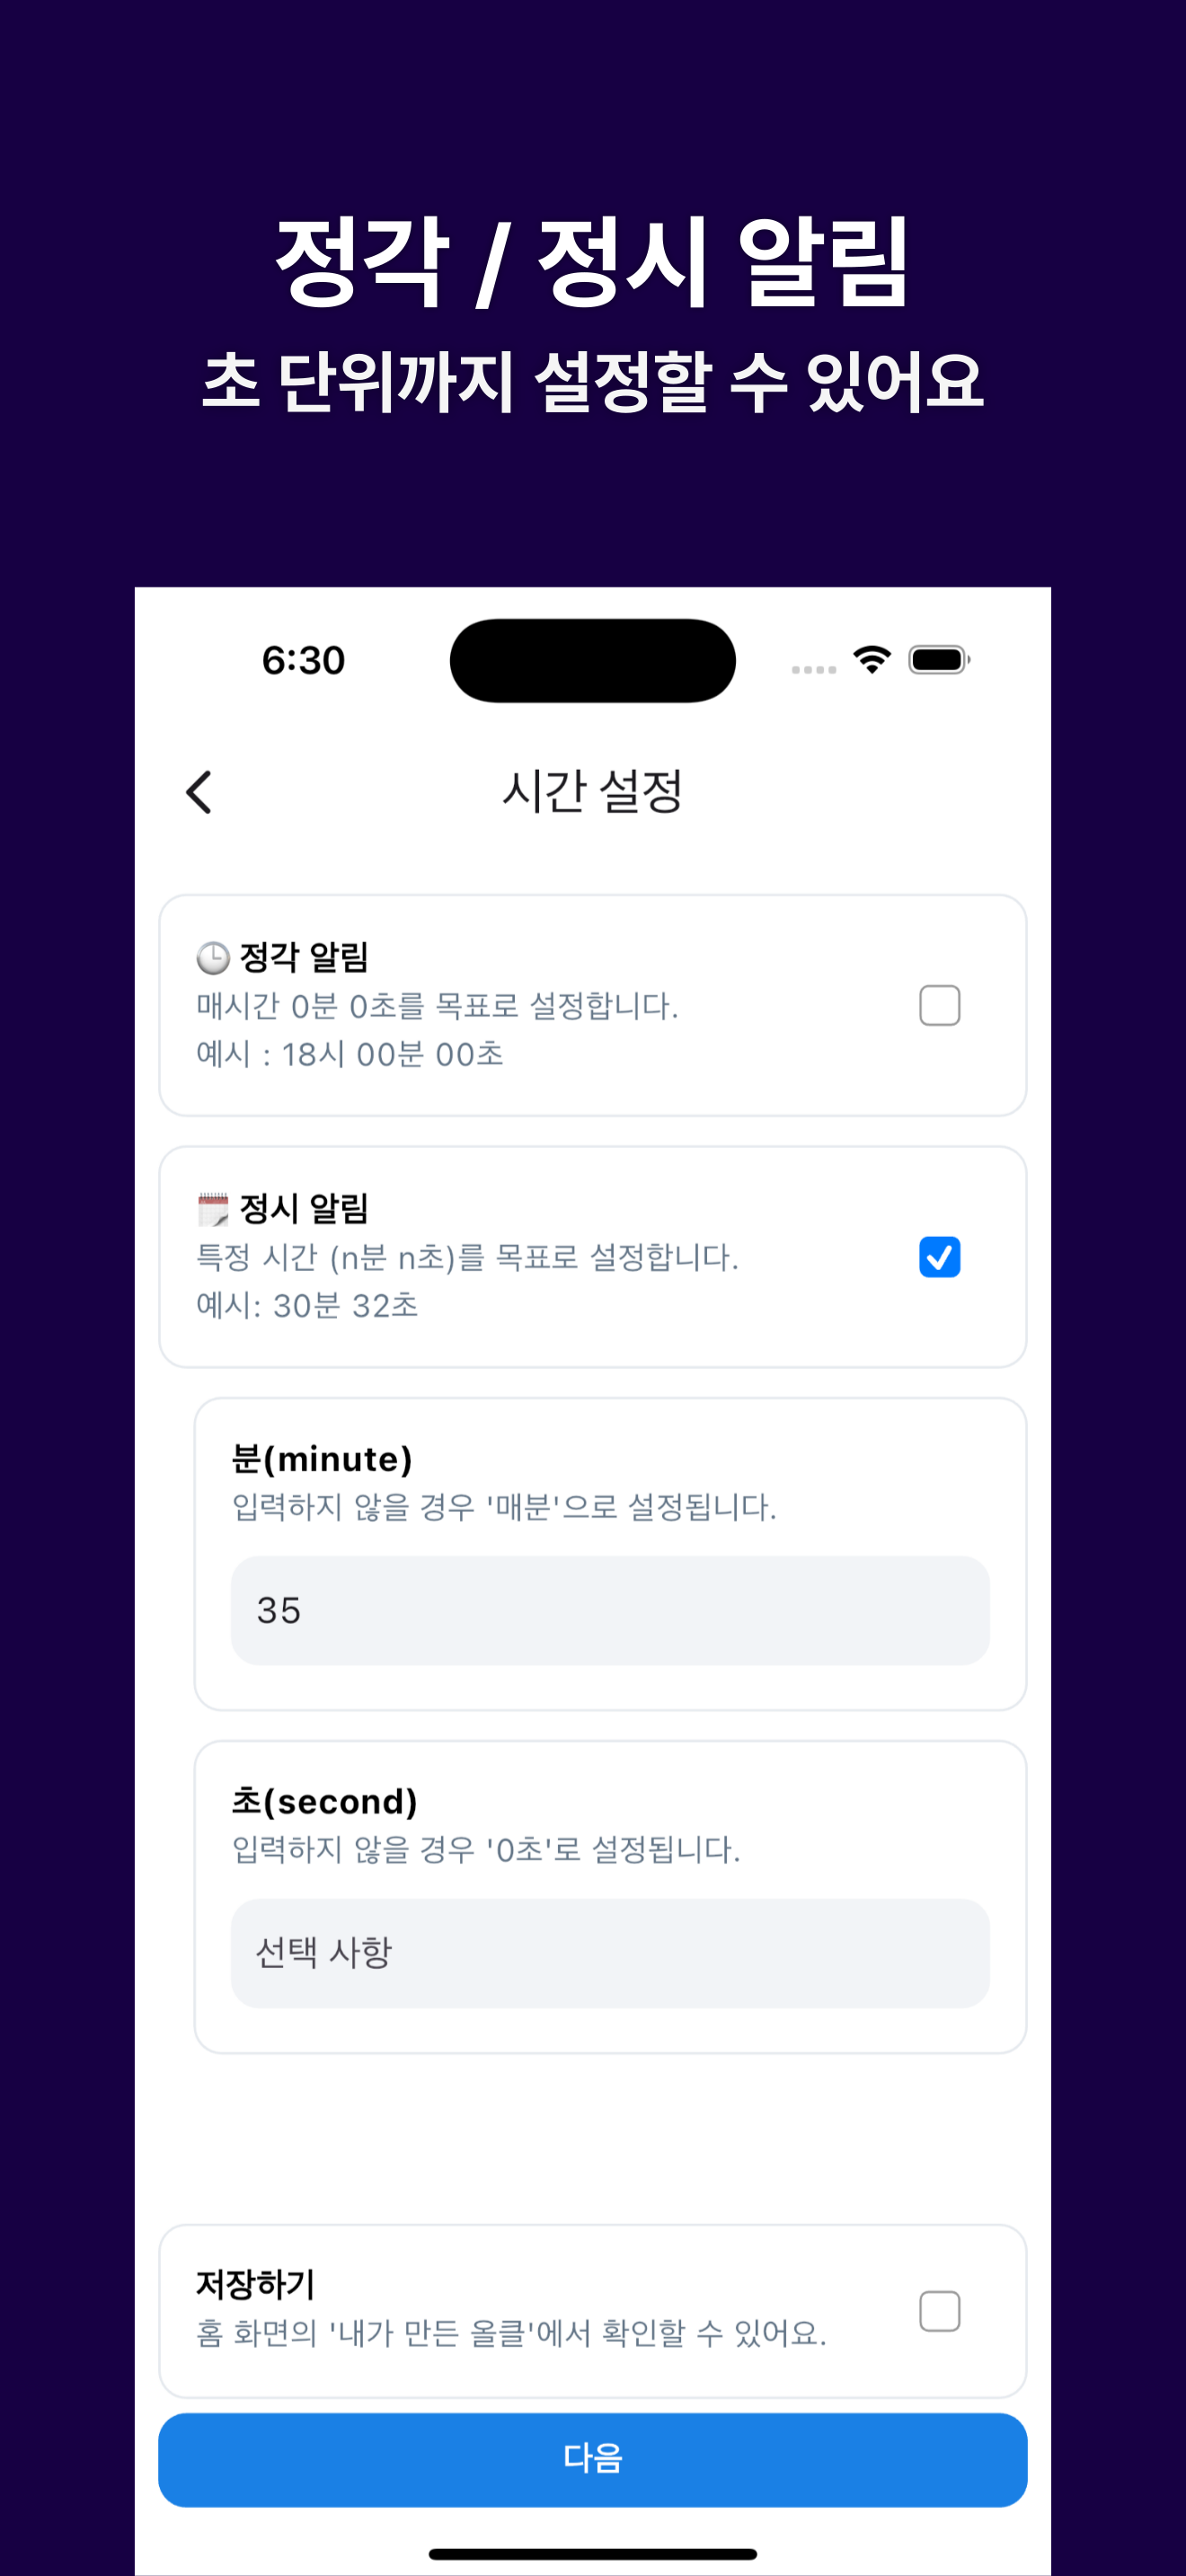 정각 / 정시 알림
초 단위까지 설정할 수 있어요
6:30
시간 설정
정각 알림
매시간 0분 0초를 목표로 설정합니다.
예시 : 18시 00분 00초
정시 알림
특정 시간 (n분 n초)를 목표로 설정합니다.
예시: 30분 32초
분(minute)
입력하지 않을 경우 '매분'으로 설정됩니다.
35
초(second)
입력하지 않을 경우 '0초'로 설정됩니다.
선택 사항
저장하기
홈 화면의 '내가 만든 올클'에서 확인할 수 있어요.
다음